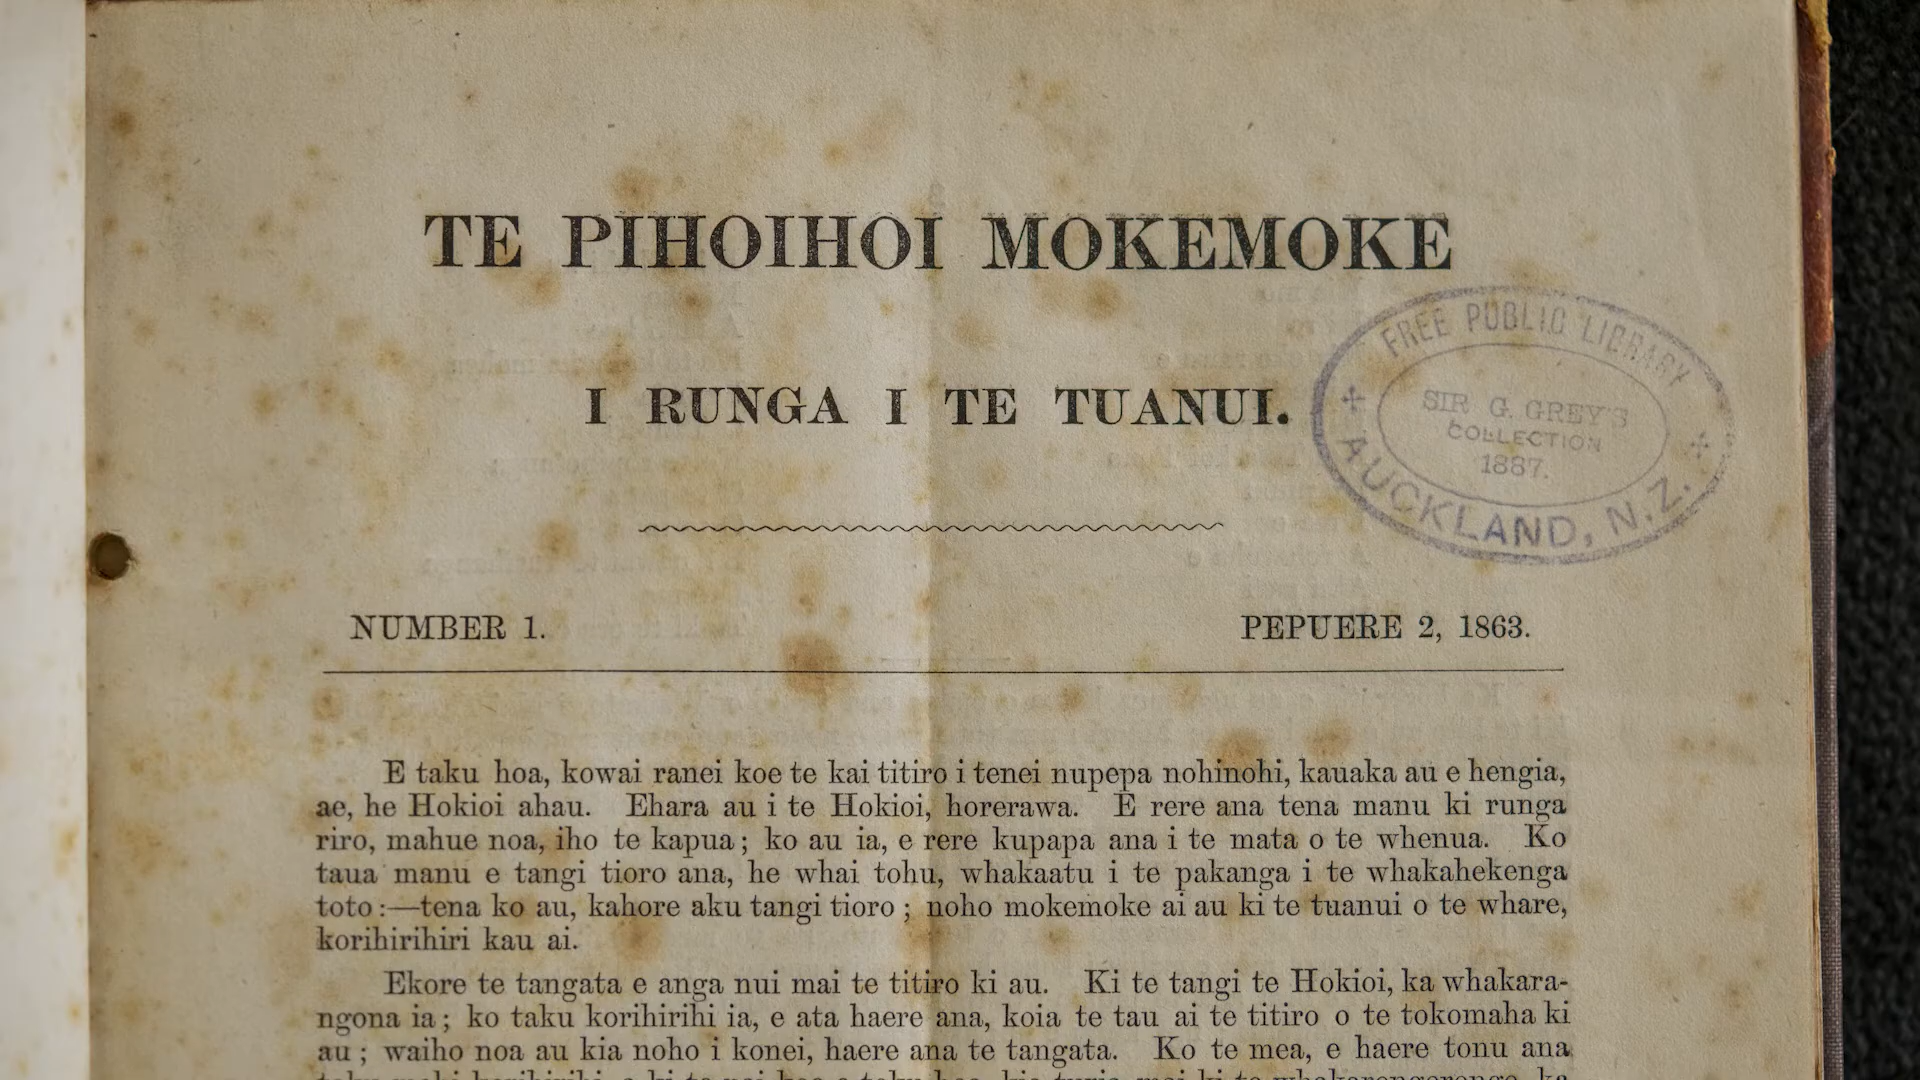 TE PIHOIHOI MOKEMOKE
I RUNGA I TE TUANUI.
FREE PUBLIC LIBRARY
SIR G. GREY'S
COLLECTION
1887.
AUCKLAND, N.Z.
NUMBER 1.
PEPUERE 2, 1863.
E taku hoa, kowai ranei koe te kai titiro i tenei nupepa nohinohi, kauaka au e hengia,
ae, he Hokioi ahau. Ehara au i te Hokioi, horerawa. E rere ana tena manu ki runga
riro, mahue noa, iho te kapua; ko au ia, e rere kupapa ana i te mata o te whenua. Ko
taua manu e tangi tioro ana, he whai tohu, whakaatu i te pakanga i te whakahekenga
toto:—tena ko au, kahore aku tangi tioro; noho mokemoke ai au ki te tuanui o te whare,
korihirihiri kau ai.
Ekore te tangata e anga nui mai te titiro ki au. Ki te tangi te Hokioi, ka whakara-
ngona ia; ko taku korihirihi ia, e ata haere ana, koia te tau ai te titiro o te tokomaha ki
au; waiho noa au kia noho i konei, haere ana te tangata. Ko te mea, e haere tonu ana